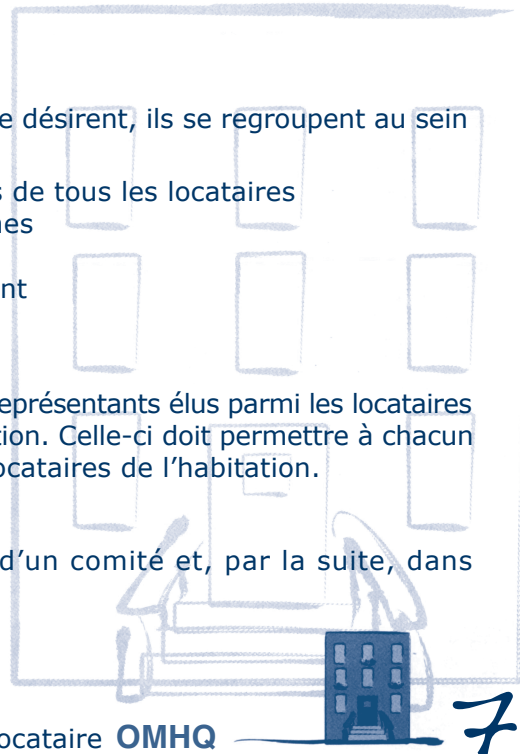 e désirent, ils se regroupent au sein
s de tous les locataires
nes
nt
eprésentants élus parmi les locataires
tion. Celle-ci doit permettre à chacun
ocataires de l’habitation.
d’un comité et, par la suite, dans
ocataire OMHQ 7